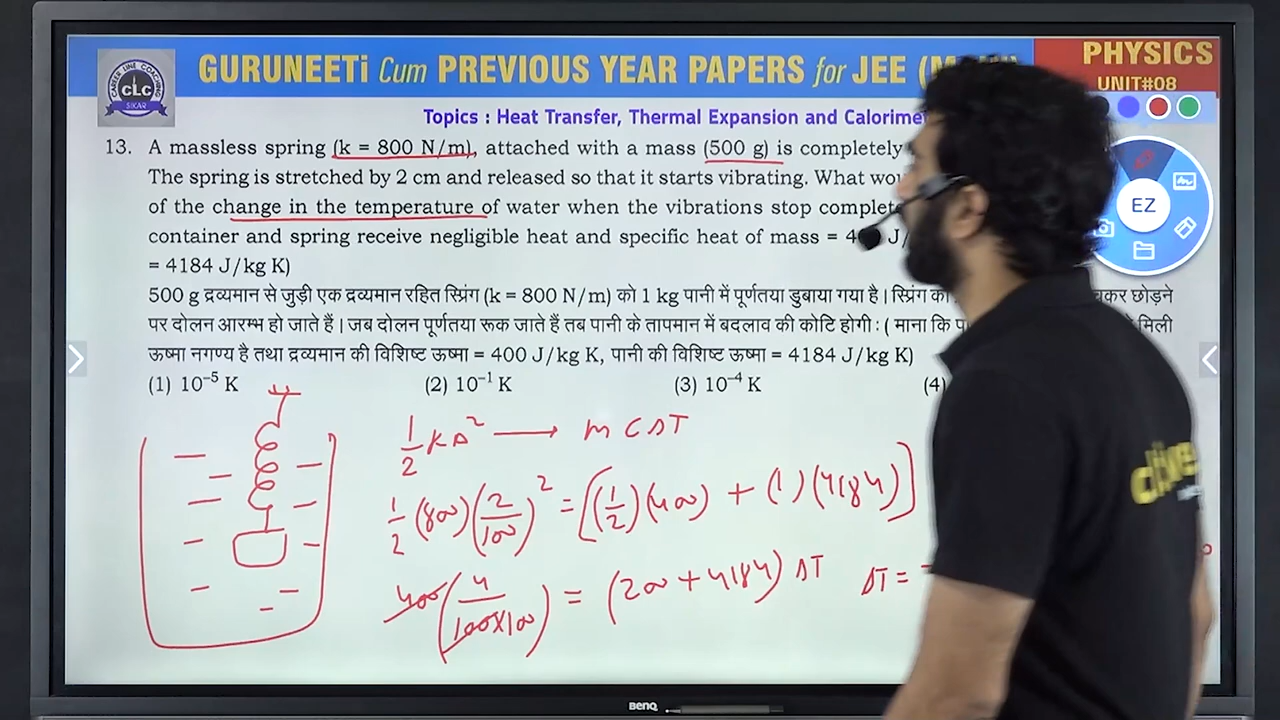 GURUNEETi Cum PREVIOUS YEAR PAPERS for JEE
PHYSICS
UNIT#08
CAREER LINE COACHING
CLC
SIKAR
Topics : Heat Transfer, Thermal Expansion and
13. A massless spring (k = 800 N/m), attached with a mass (500 g) is completely
The spring is stretched by 2 cm and released so that it starts vibrating. What
of the change in the temperature of water when the vibrations stop
container and spring receive negligible heat and specific heat of mass =
= 4184 J/kg K)
500 g द्रव्यमान से जुड़ी एक द्रव्यमान रहित स्प्रिंग (k = 800 N/m) को 1 kg पानी में पूर्णतया डुबाया गया है। स्प्रिंग छोड़ने
पर दोलन आरम्भ हो जाते हैं। जब दोलन पूर्णतया रूक जाते हैं तब पानी के तापमान में बदलाव की कोटि होगी : ( माना कि मिली
ऊष्मा नगण्य है तथा द्रव्यमान की विशिष्ट ऊष्मा = 400 J/kg K, पानी की विशिष्ट ऊष्मा = 4184 J/kg K)
(1) 10⁻⁵ K (2) 10⁻¹ K (3) 10⁻⁴ K (4)
1/2 KA² → m C ΔT
1/2 (800) (2/100)² = [(1/2)(400) + (1)(4184)]
400 (4/100×100) = (200 + 4184) ΔT ΔT =
EZ
BenQ